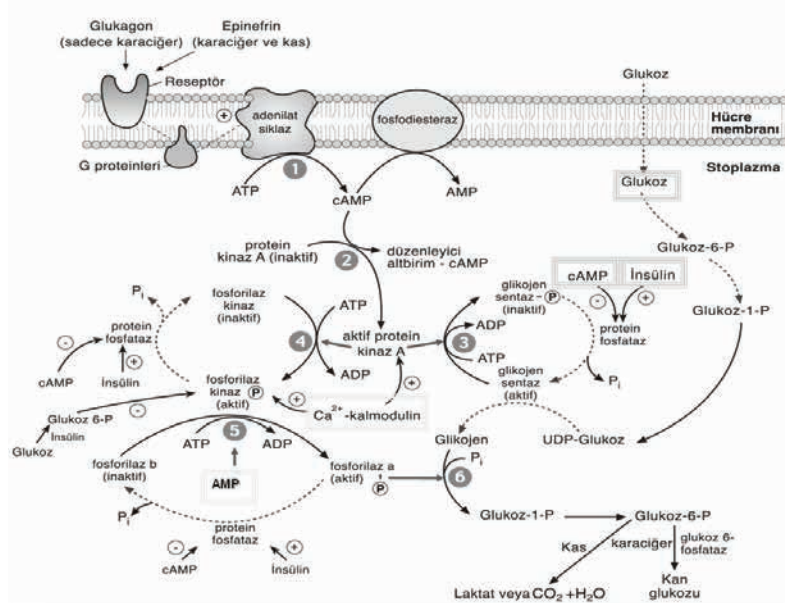 Glukagon
(sadece karaciğer)
Epinefrin
(karaciğer ve kas)
Reseptör
+
adenilat
siklaz
fosfodiesteraz
Glukoz
Hücre
membranı
G proteinleri
1
Stoplazma
ATP
cAMP
AMP
Glukoz
protein
kinaz A (inaktif)
2
düzenleyici
altbirim - cAMP
Glukoz-6-P
cAMP
İnsülin
Glukoz-1-P
Pi
fosforilaz
kinaz
(inaktif)
ATP
4
ADP
aktif protein
kinaz A
3
ADP
ATP
glikojen
sentaz-P
(inaktif)
-
+
protein
fosfataz
Pi
glikojen
sentaz
(aktif)
-
protein
fosfataz
+
cAMP
İnsülin
fosforilaz
kinaz P
(aktif)
+
Ca2+-kalmodulin
+
Glukoz 6-P
-
Glukoz
İnsülin
ATP
5
ADP
Glikojen
UDP-Glukoz
Pi
6
fosforilaz b
(inaktif)
AMP
fosforilaz a
(aktif)
P
Pi
protein
fosfataz
-
+
cAMP
İnsülin
Glukoz-1-P
Glukoz-6-P
Kas
karaciğer
glukoz 6-
fosfataz
Laktat veya CO2+H2O
Kan
glukozu